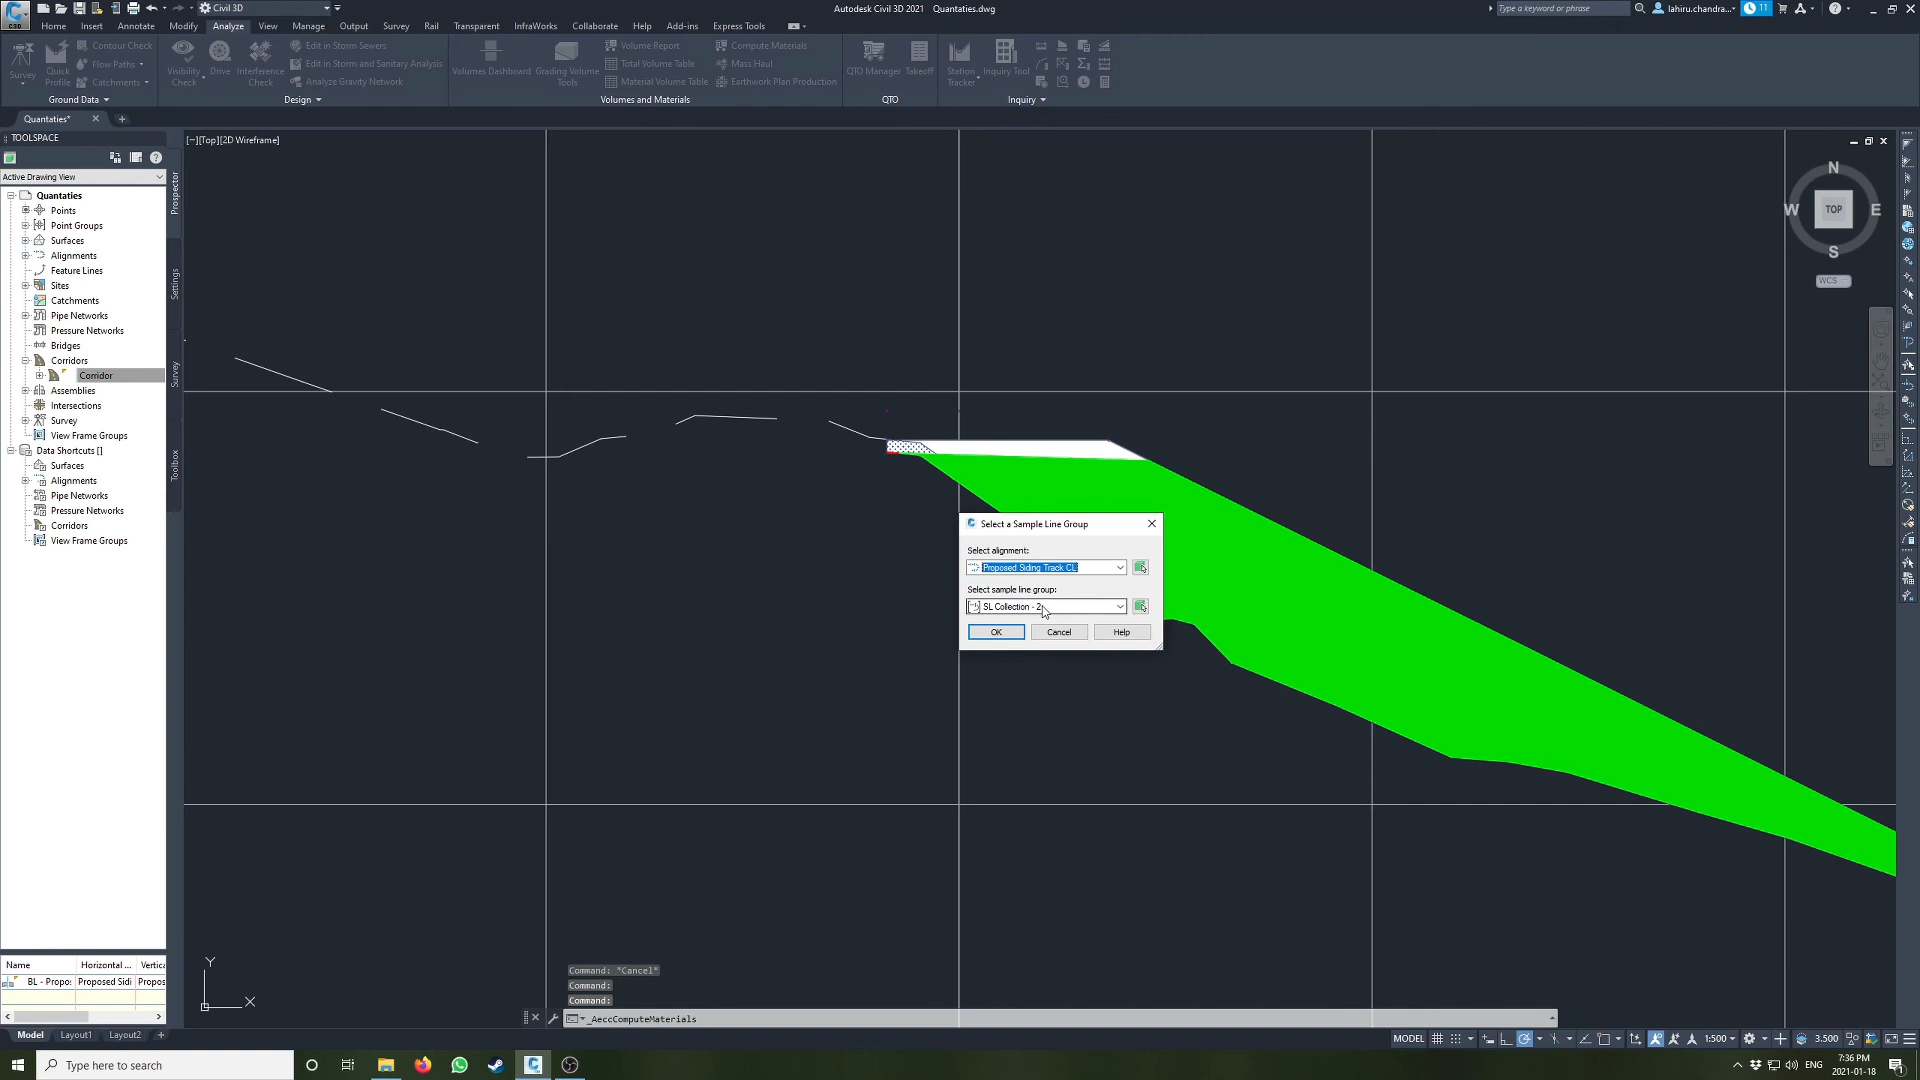 Civil 3D
Autodesk Civil 3D 2021 Quantaties.dwg
Type a keyword or phrase
lahiru.chandra...
11
C3D
Home Insert Annotate Modify Analyze View Manage Output Survey Rail Transparent InfraWorks Collaborate Help Add-ins Express Tools
Survey
Quick Profile
Contour Check
Flow Paths
Catchments
Ground Data
Visibility Check
Drive
Interference Check
Edit in Storm Sewers
Edit in Storm and Sanitary Analysis
Analyze Gravity Network
Design
Volumes Dashboard
Grading Volume Tools
Volume Report
Total Volume Table
Material Volume Table
Compute Materials
Mass Haul
Earthwork Plan Production
Volumes and Materials
QTO Manager
Takeoff
QTO
Station Tracker
Inquiry Tool
Inquiry
Quantaties*
TOOLSPACE
Active Drawing View
Quantaties
Points
Point Groups
Surfaces
Alignments
Feature Lines
Sites
Catchments
Pipe Networks
Pressure Networks
Bridges
Corridors
Corridor
Assemblies
Intersections
Survey
View Frame Groups
Data Shortcuts []
Surfaces
Alignments
Pipe Networks
Pressure Networks
Corridors
View Frame Groups
Prospector
Settings
Survey
Toolbox
Name Horizontal ... Vertica
BL - Propos Proposed Sidi Propos
[−][Top][2D Wireframe]
N
W TOP E
S
WCS
Select a Sample Line Group
Select alignment:
Proposed Siding Track CL
Select sample line group:
SL Collection - 2
OK Cancel Help
Y
X
Command: *Cancel*
Command:
Command:
_AeccComputeMaterials
Model Layout1 Layout2
MODEL
1:500
3.500
Type here to search
ENG
7:36 PM
2021-01-18